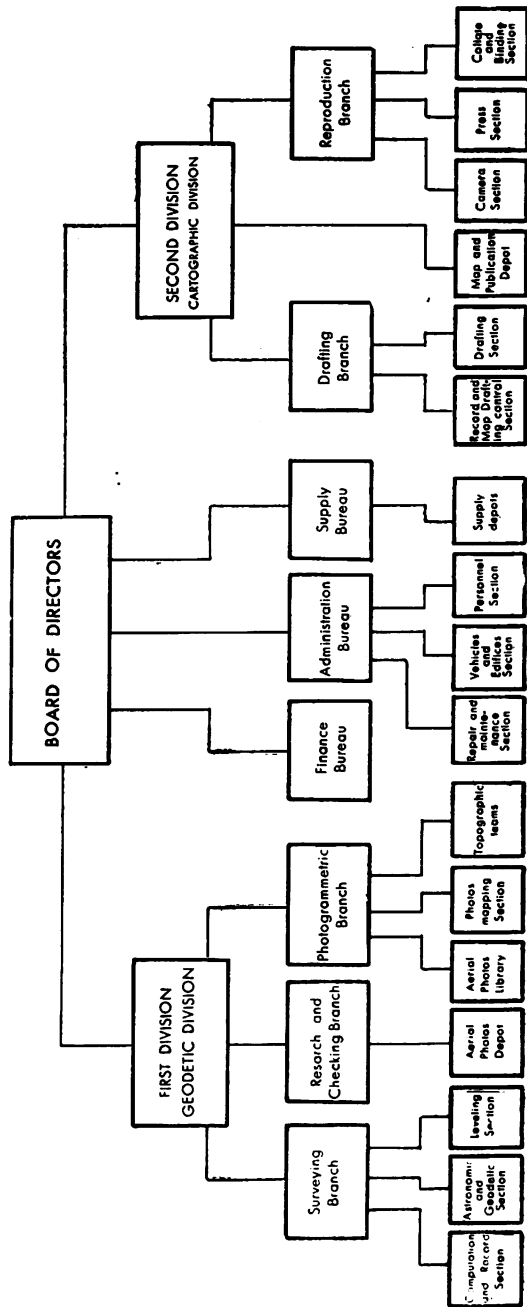 BOARD OF DIRECTORS
FIRST DIVISION
GEODETIC DIVISION
SECOND DIVISION
CARTOGRAPHIC DIVISION
Surveying
Branch
Resarch and
Checking Branch
Photogrammetric
Branch
Finance
Bureau
Administration
Bureau
Supply
Bureau
Drafting
Branch
Reproduction
Branch
Computation
and Record
Section
Astronomic
and
Geodetic
Section
Leveling
Section
Aerial
Photos
Depot
Aerial
Photos
Library
Photos
mapping
Section
Topographic
teams
Repair and
mainte-
nance
Section
Vehicles
and
Edifices
Section
Personnel
Section
Supply
depots
Record and
Map Draft-
ing control
Section
Drafting
Section
Map and
Publication
Depot
Camera
Section
Press
Section
Collate
and
Binding
Section